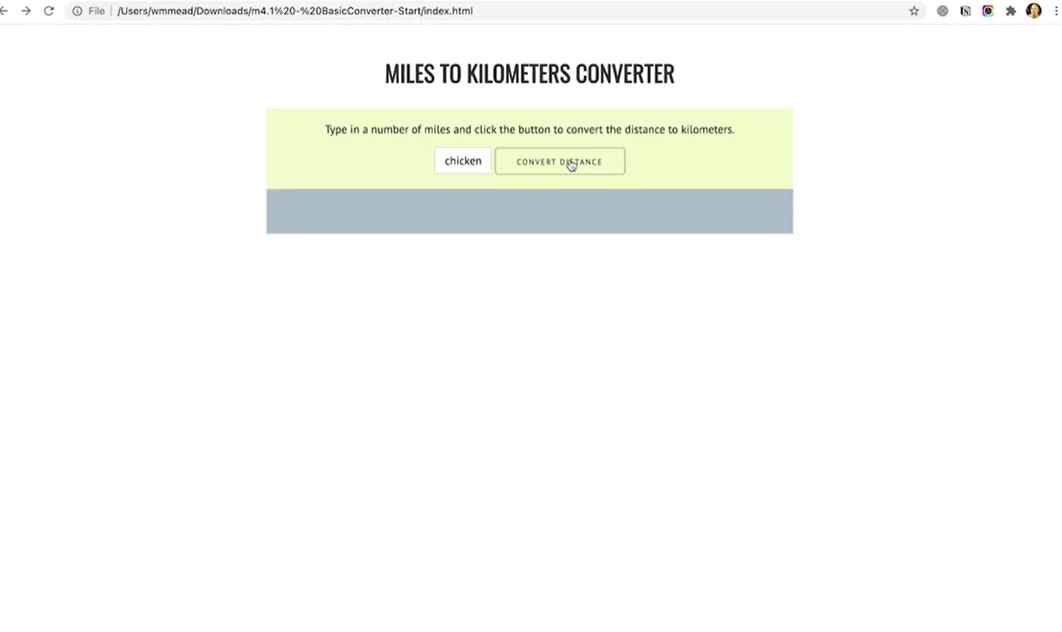 File /Users/wmmead/Downloads/m4.1%20-%20BasicConverter-Start/index.html
MILES TO KILOMETERS CONVERTER
Type in a number of miles and click the button to convert the distance to kilometers.
chicken CONVERT DISTANCE